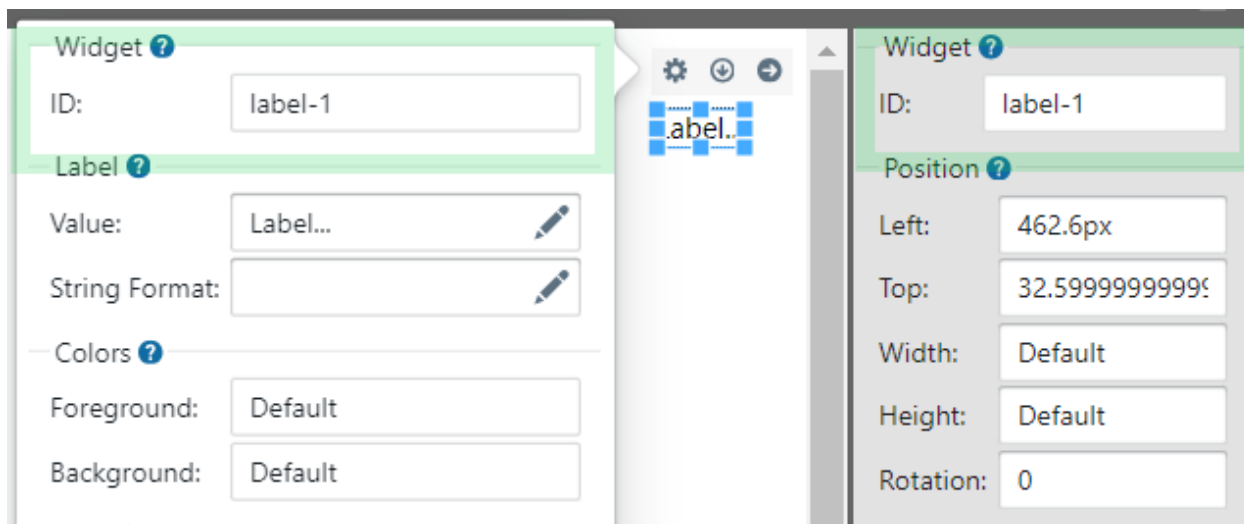 Widget ?
ID: label-1
Label ?
Value: Label...
String Format:
Colors ?
Foreground: Default
Background: Default
.abel..
Widget ?
ID: label-1
Position ?
Left: 462.6px
Top: 32.59999999999
Width: Default
Height: Default
Rotation: 0